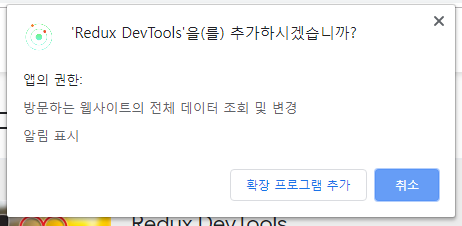 'Redux DevTools'을(를) 추가하시겠습니까?
앱의 권한:
방문하는 웹사이트의 전체 데이터 조회 및 변경
알림 표시
확장 프로그램 추가
취소
Redux DevTools